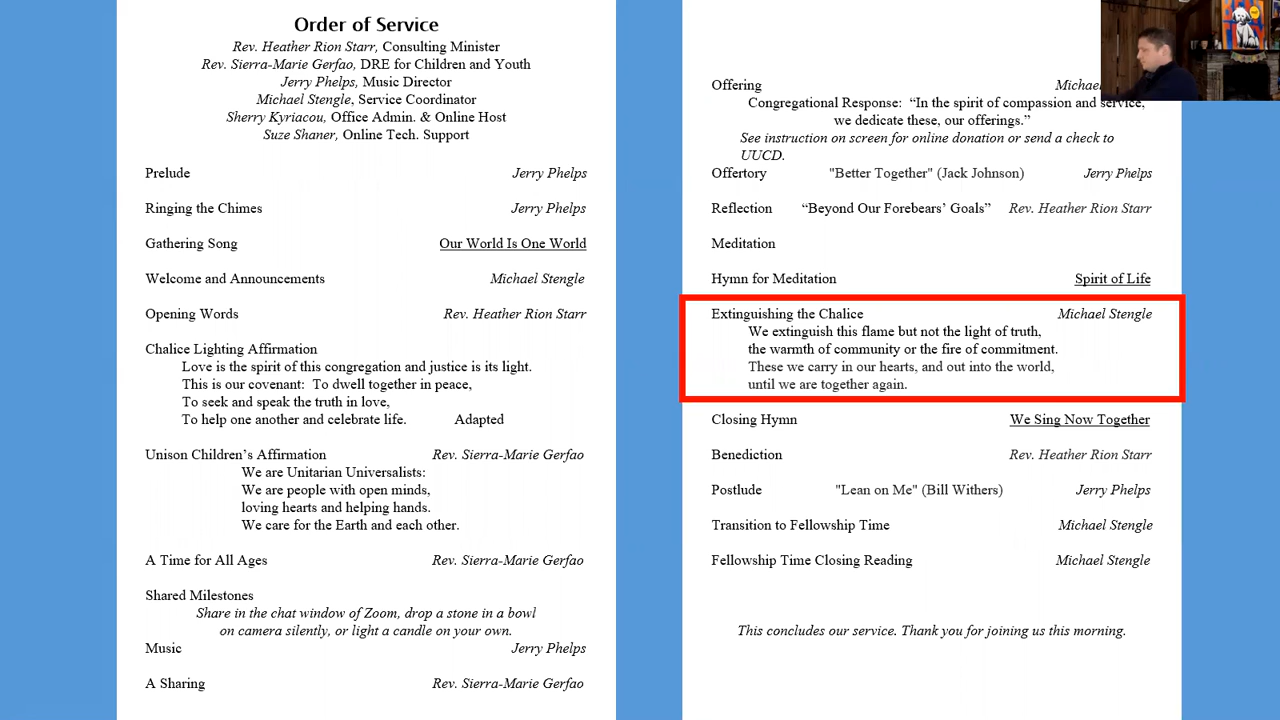 Order of Service
Rev. Heather Rion Starr, Consulting Minister
Rev. Sierra-Marie Gerfao, DRE for Children and Youth
Jerry Phelps, Music Director
Michael Stengle, Service Coordinator
Sherry Kyriacou, Office Admin. & Online Host
Suze Shaner, Online Tech. Support
Prelude Jerry Phelps
Ringing the Chimes Jerry Phelps
Gathering Song Our World Is One World
Welcome and Announcements Michael Stengle
Opening Words Rev. Heather Rion Starr
Chalice Lighting Affirmation
Love is the spirit of this congregation and justice is its light.
This is our covenant: To dwell together in peace,
To seek and speak the truth in love,
To help one another and celebrate life. Adapted
Unison Children’s Affirmation Rev. Sierra-Marie Gerfao
We are Unitarian Universalists:
We are people with open minds,
loving hearts and helping hands.
We care for the Earth and each other.
A Time for All Ages Rev. Sierra-Marie Gerfao
Shared Milestones
Share in the chat window of Zoom, drop a stone in a bowl
on camera silently, or light a candle on your own.
Music Jerry Phelps
A Sharing Rev. Sierra-Marie Gerfao
Offering Michael
Congregational Response: “In the spirit of compassion and service,
we dedicate these, our offerings.”
See instruction on screen for online donation or send a check to
UUCD.
Offertory "Better Together" (Jack Johnson) Jerry Phelps
Reflection “Beyond Our Forebears’ Goals” Rev. Heather Rion Starr
Meditation
Hymn for Meditation Spirit of Life
Extinguishing the Chalice Michael Stengle
We extinguish this flame but not the light of truth,
the warmth of community or the fire of commitment.
These we carry in our hearts, and out into the world,
until we are together again.
Closing Hymn We Sing Now Together
Benediction Rev. Heather Rion Starr
Postlude "Lean on Me" (Bill Withers) Jerry Phelps
Transition to Fellowship Time Michael Stengle
Fellowship Time Closing Reading Michael Stengle
This concludes our service. Thank you for joining us this morning.